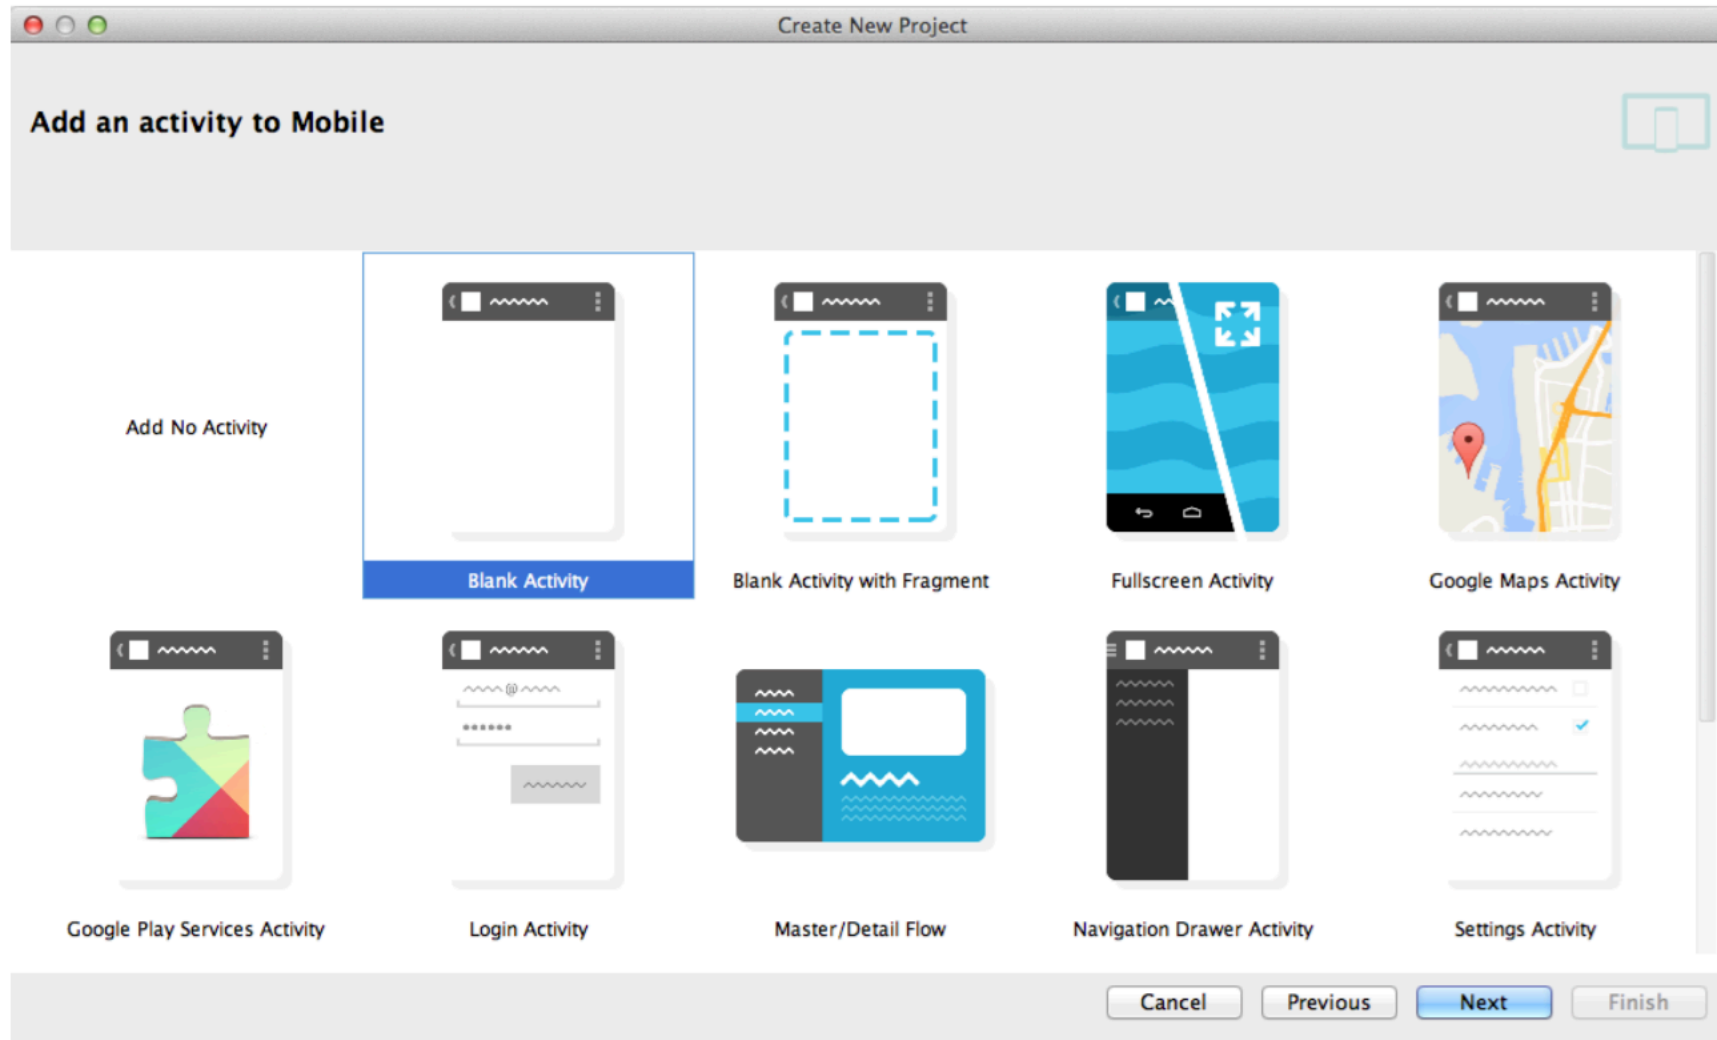 Create New Project
Add an activity to Mobile
Add No Activity
Blank Activity
Blank Activity with Fragment
Fullscreen Activity
Google Maps Activity
@
Google Play Services Activity
Login Activity
Master/Detail Flow
Navigation Drawer Activity
Settings Activity
Cancel
Previous
Next
Finish